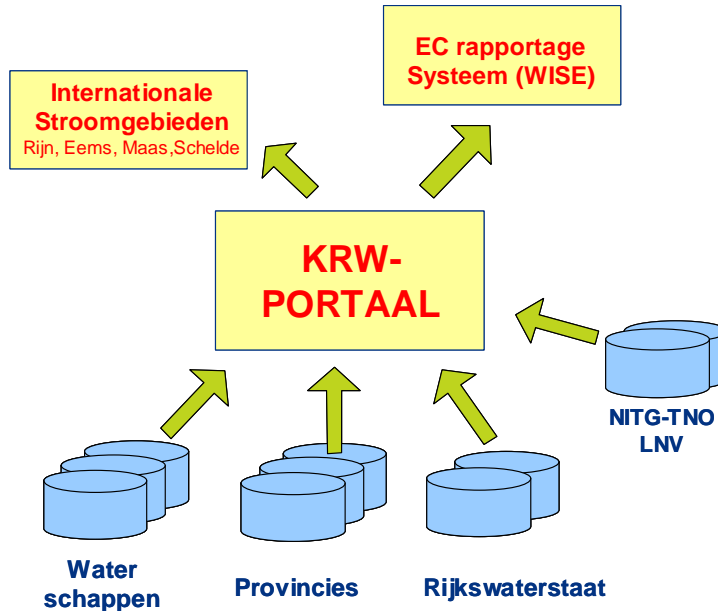 EC rapportage
Systeem (WISE)
Internationale
Stroomgebieden
Rijn, Eems, Maas,Schelde
KRW-
PORTAAL
NITG-TNO
LNV
Water
schappen
Provincies
Rijkswaterstaat